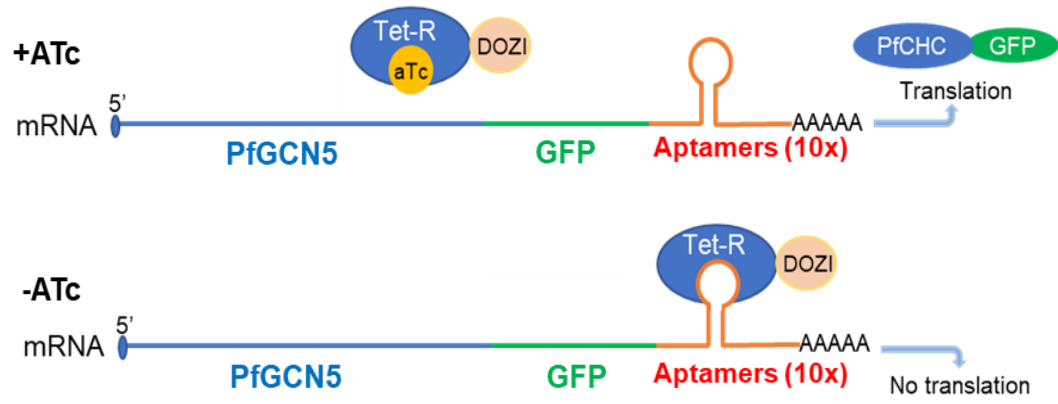 +ATc
Tet-R
DOZI
aTc
PfCHC
GFP
Translation
5’
mRNA
AAAAA
PfGCN5
GFP
Aptamers (10x)
-ATc
Tet-R
DOZI
5’
mRNA
AAAAA
PfGCN5
GFP
Aptamers (10x)
No translation